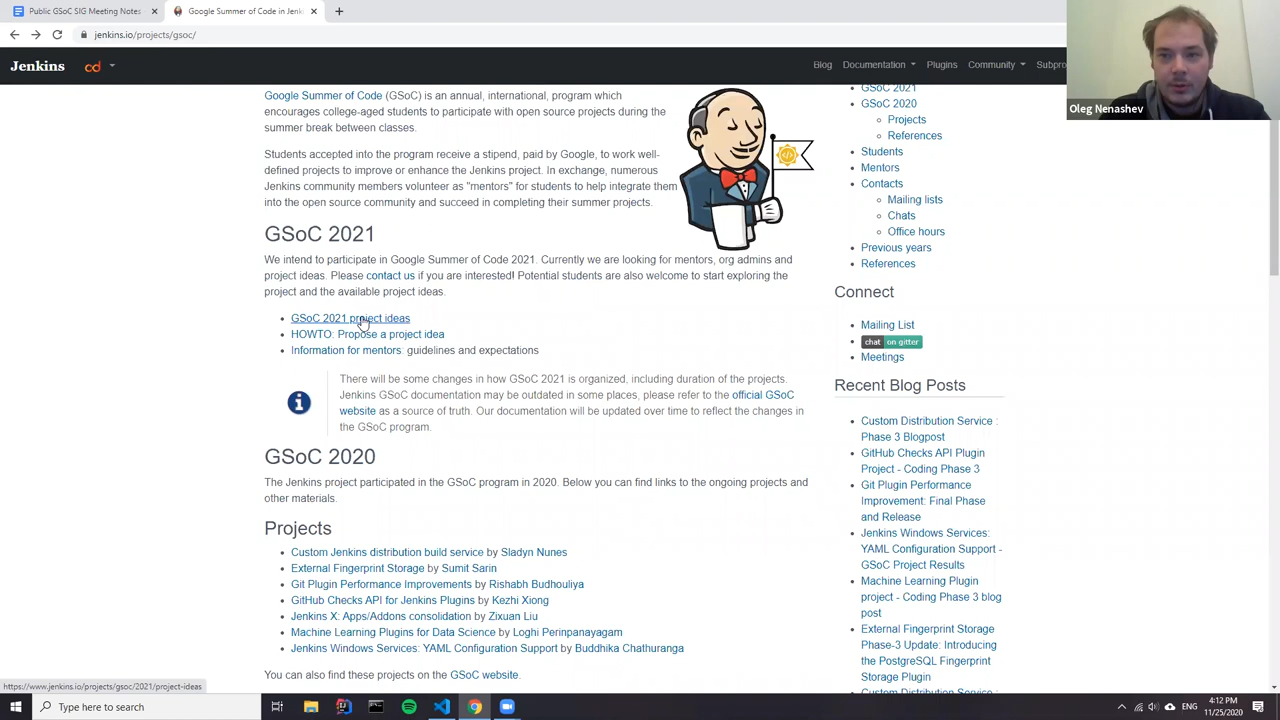 Public GSoC SIG Meeting Notes
Google Summer of Code in Jenk
jenkins.io/projects/gsoc/
Jenkins
cd
Blog
Documentation
Plugins
Community
Subpro
Oleg Nenashev
Google Summer of Code (GSoC) is an annual, international, program which
encourages college-aged students to participate with open source projects during the
summer break between classes.
Students accepted into the program receive a stipend, paid by Google, to work well-
defined projects to improve or enhance the Jenkins project. In exchange, numerous
Jenkins community members volunteer as "mentors" for students to help integrate them
into the open source community and succeed in completing their summer projects.
GSoC 2021
We intend to participate in Google Summer of Code 2021. Currently we are looking for mentors, org admins and
project ideas. Please contact us if you are interested! Potential students are also welcome to start exploring the
project and the available project ideas.
GSoC 2021 project ideas
HOWTO: Propose a project idea
Information for mentors: guidelines and expectations
There will be some changes in how GSoC 2021 is organized, including duration of the projects.
Jenkins GSoC documentation may be outdated in some places, please refer to the official GSoC
website as a source of truth. Our documentation will be updated over time to reflect the changes in
the GSoC program.
GSoC 2020
The Jenkins project participated in the GSoC program in 2020. Below you can find links to the ongoing projects and
other materials.
Projects
Custom Jenkins distribution build service by Sladyn Nunes
External Fingerprint Storage by Sumit Sarin
Git Plugin Performance Improvements by Rishabh Budhouliya
GitHub Checks API for Jenkins Plugins by Kezhi Xiong
Jenkins X: Apps/Addons consolidation by Zixuan Liu
Machine Learning Plugins for Data Science by Loghi Perinpanayagam
Jenkins Windows Services: YAML Configuration Support by Buddhika Chathuranga
You can also find these projects on the GSoC website.
GSoC 2021
GSoC 2020
Projects
References
Students
Mentors
Contacts
Mailing lists
Chats
Office hours
Previous years
References
Connect
Mailing List
chat on gitter
Meetings
Recent Blog Posts
Custom Distribution Service :
Phase 3 Blogpost
GitHub Checks API Plugin
Project - Coding Phase 3
Git Plugin Performance
Improvement: Final Phase
and Release
Jenkins Windows Services:
YAML Configuration Support -
GSoC Project Results
Machine Learning Plugin
project - Coding Phase 3 blog
post
External Fingerprint Storage
Phase-3 Update: Introducing
the PostgreSQL Fingerprint
Storage Plugin
Custom Distribution Service :
https://www.jenkins.io/projects/gsoc/2021/project-ideas
Type here to search
4:12 PM
11/25/2020